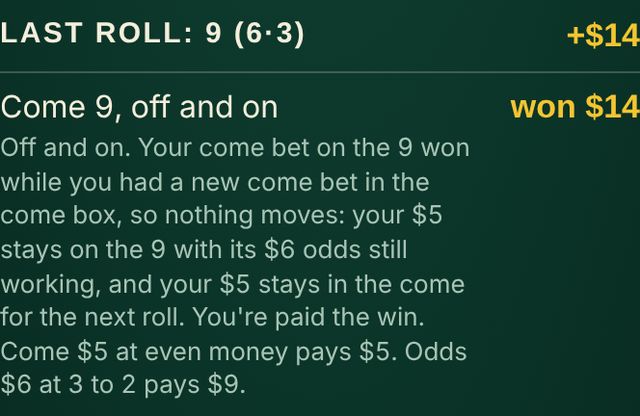 LAST ROLL: 9 (6·3) +$14
Come 9, off and on won $14
Off and on. Your come bet on the 9 won
while you had a new come bet in the
come box, so nothing moves: your $5
stays on the 9 with its $6 odds still
working, and your $5 stays in the come
for the next roll. You're paid the win.
Come $5 at even money pays $5. Odds
$6 at 3 to 2 pays $9.